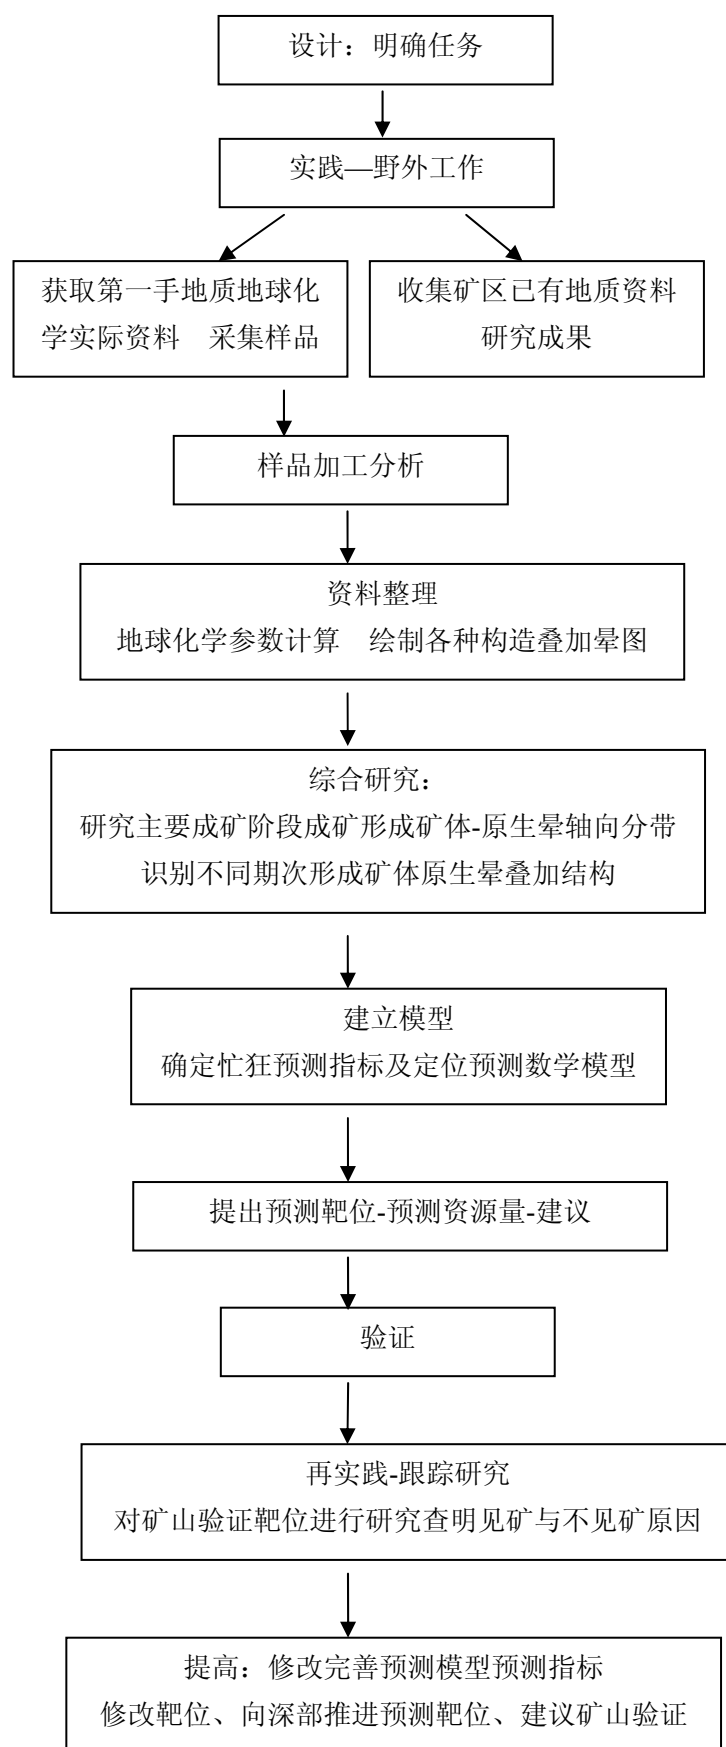 设计：明确任务
实践—野外工作
获取第一手地质地球化
学实际资料　采集样品
收集矿区已有地质资料
研究成果
样品加工分析
资料整理
地球化学参数计算　绘制各种构造叠加晕图
综合研究：
研究主要成矿阶段成矿形成矿体-原生晕轴向分带
识别不同期次形成矿体原生晕叠加结构
建立模型
确定忙狂预测指标及定位预测数学模型
提出预测靶位-预测资源量-建议
验证
再实践-跟踪研究
对矿山验证靶位进行研究查明见矿与不见矿原因
提高：修改完善预测模型预测指标
修改靶位、向深部推进预测靶位、建议矿山验证